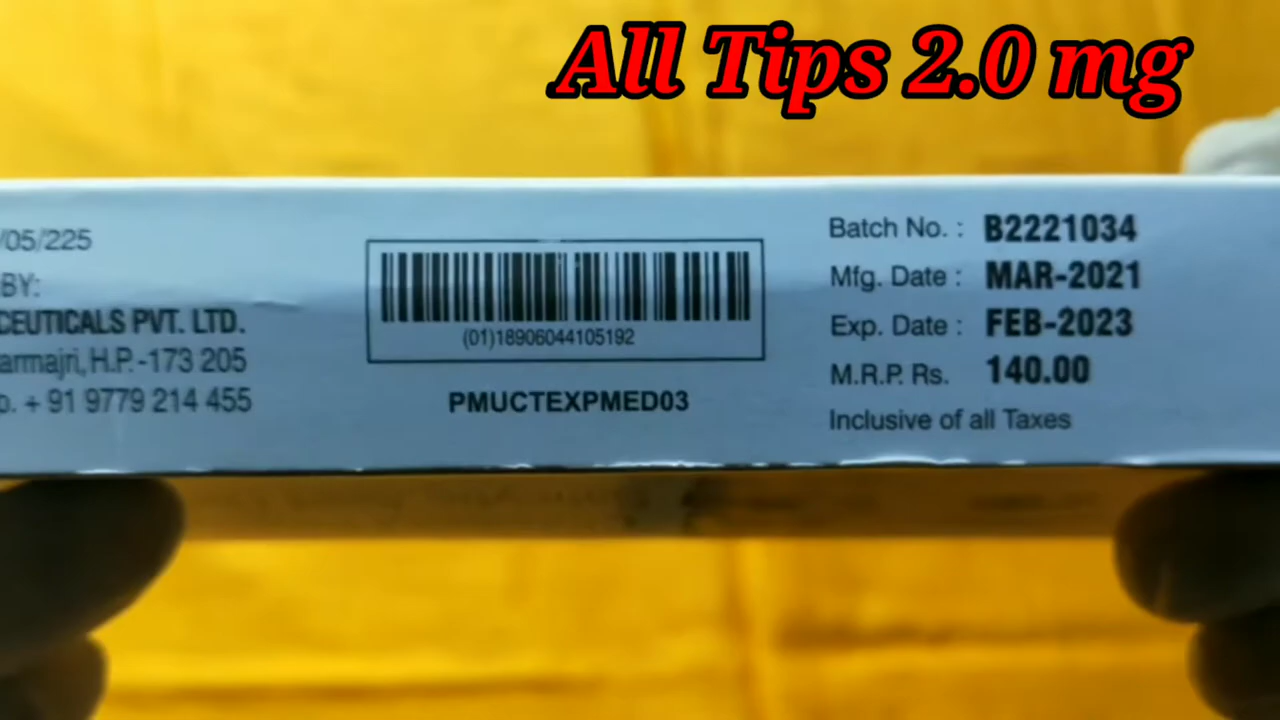 All Tips 2.0 mg
/05/225
BY:
CEUTICALS PVT. LTD.
armajri, H.P.-173 205
o. + 91 9779 214 455
(01)18906044105192
PMUCTEXPMED03
Batch No. : B2221034
Mfg. Date : MAR-2021
Exp. Date : FEB-2023
M.R.P. Rs. 140.00
Inclusive of all Taxes